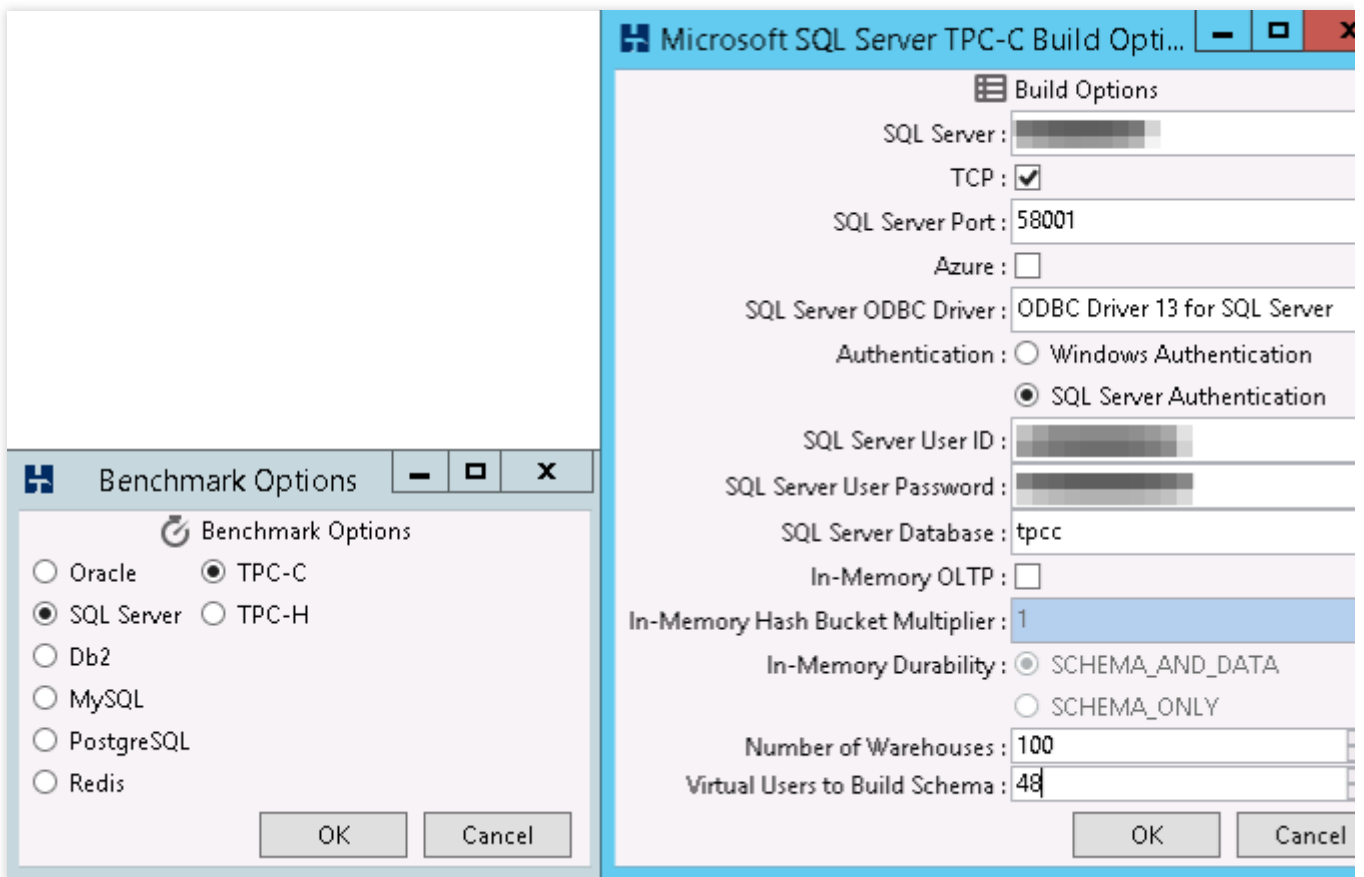 Microsoft SQL Server TPC-C Build Opti...
Build Options
SQL Server :
TCP :
SQL Server Port : 58001
Azure :
SQL Server ODBC Driver : ODBC Driver 13 for SQL Server
Authentication : Windows Authentication
SQL Server Authentication
SQL Server User ID :
SQL Server User Password :
SQL Server Database : tpcc
In-Memory OLTP :
In-Memory Hash Bucket Multiplier : 1
In-Memory Durability : SCHEMA_AND_DATA
SCHEMA_ONLY
Number of Warehouses : 100
Virtual Users to Build Schema : 48
OK Cancel
Benchmark Options
Benchmark Options
Oracle TPC-C
SQL Server TPC-H
Db2
MySQL
PostgreSQL
Redis
OK Cancel